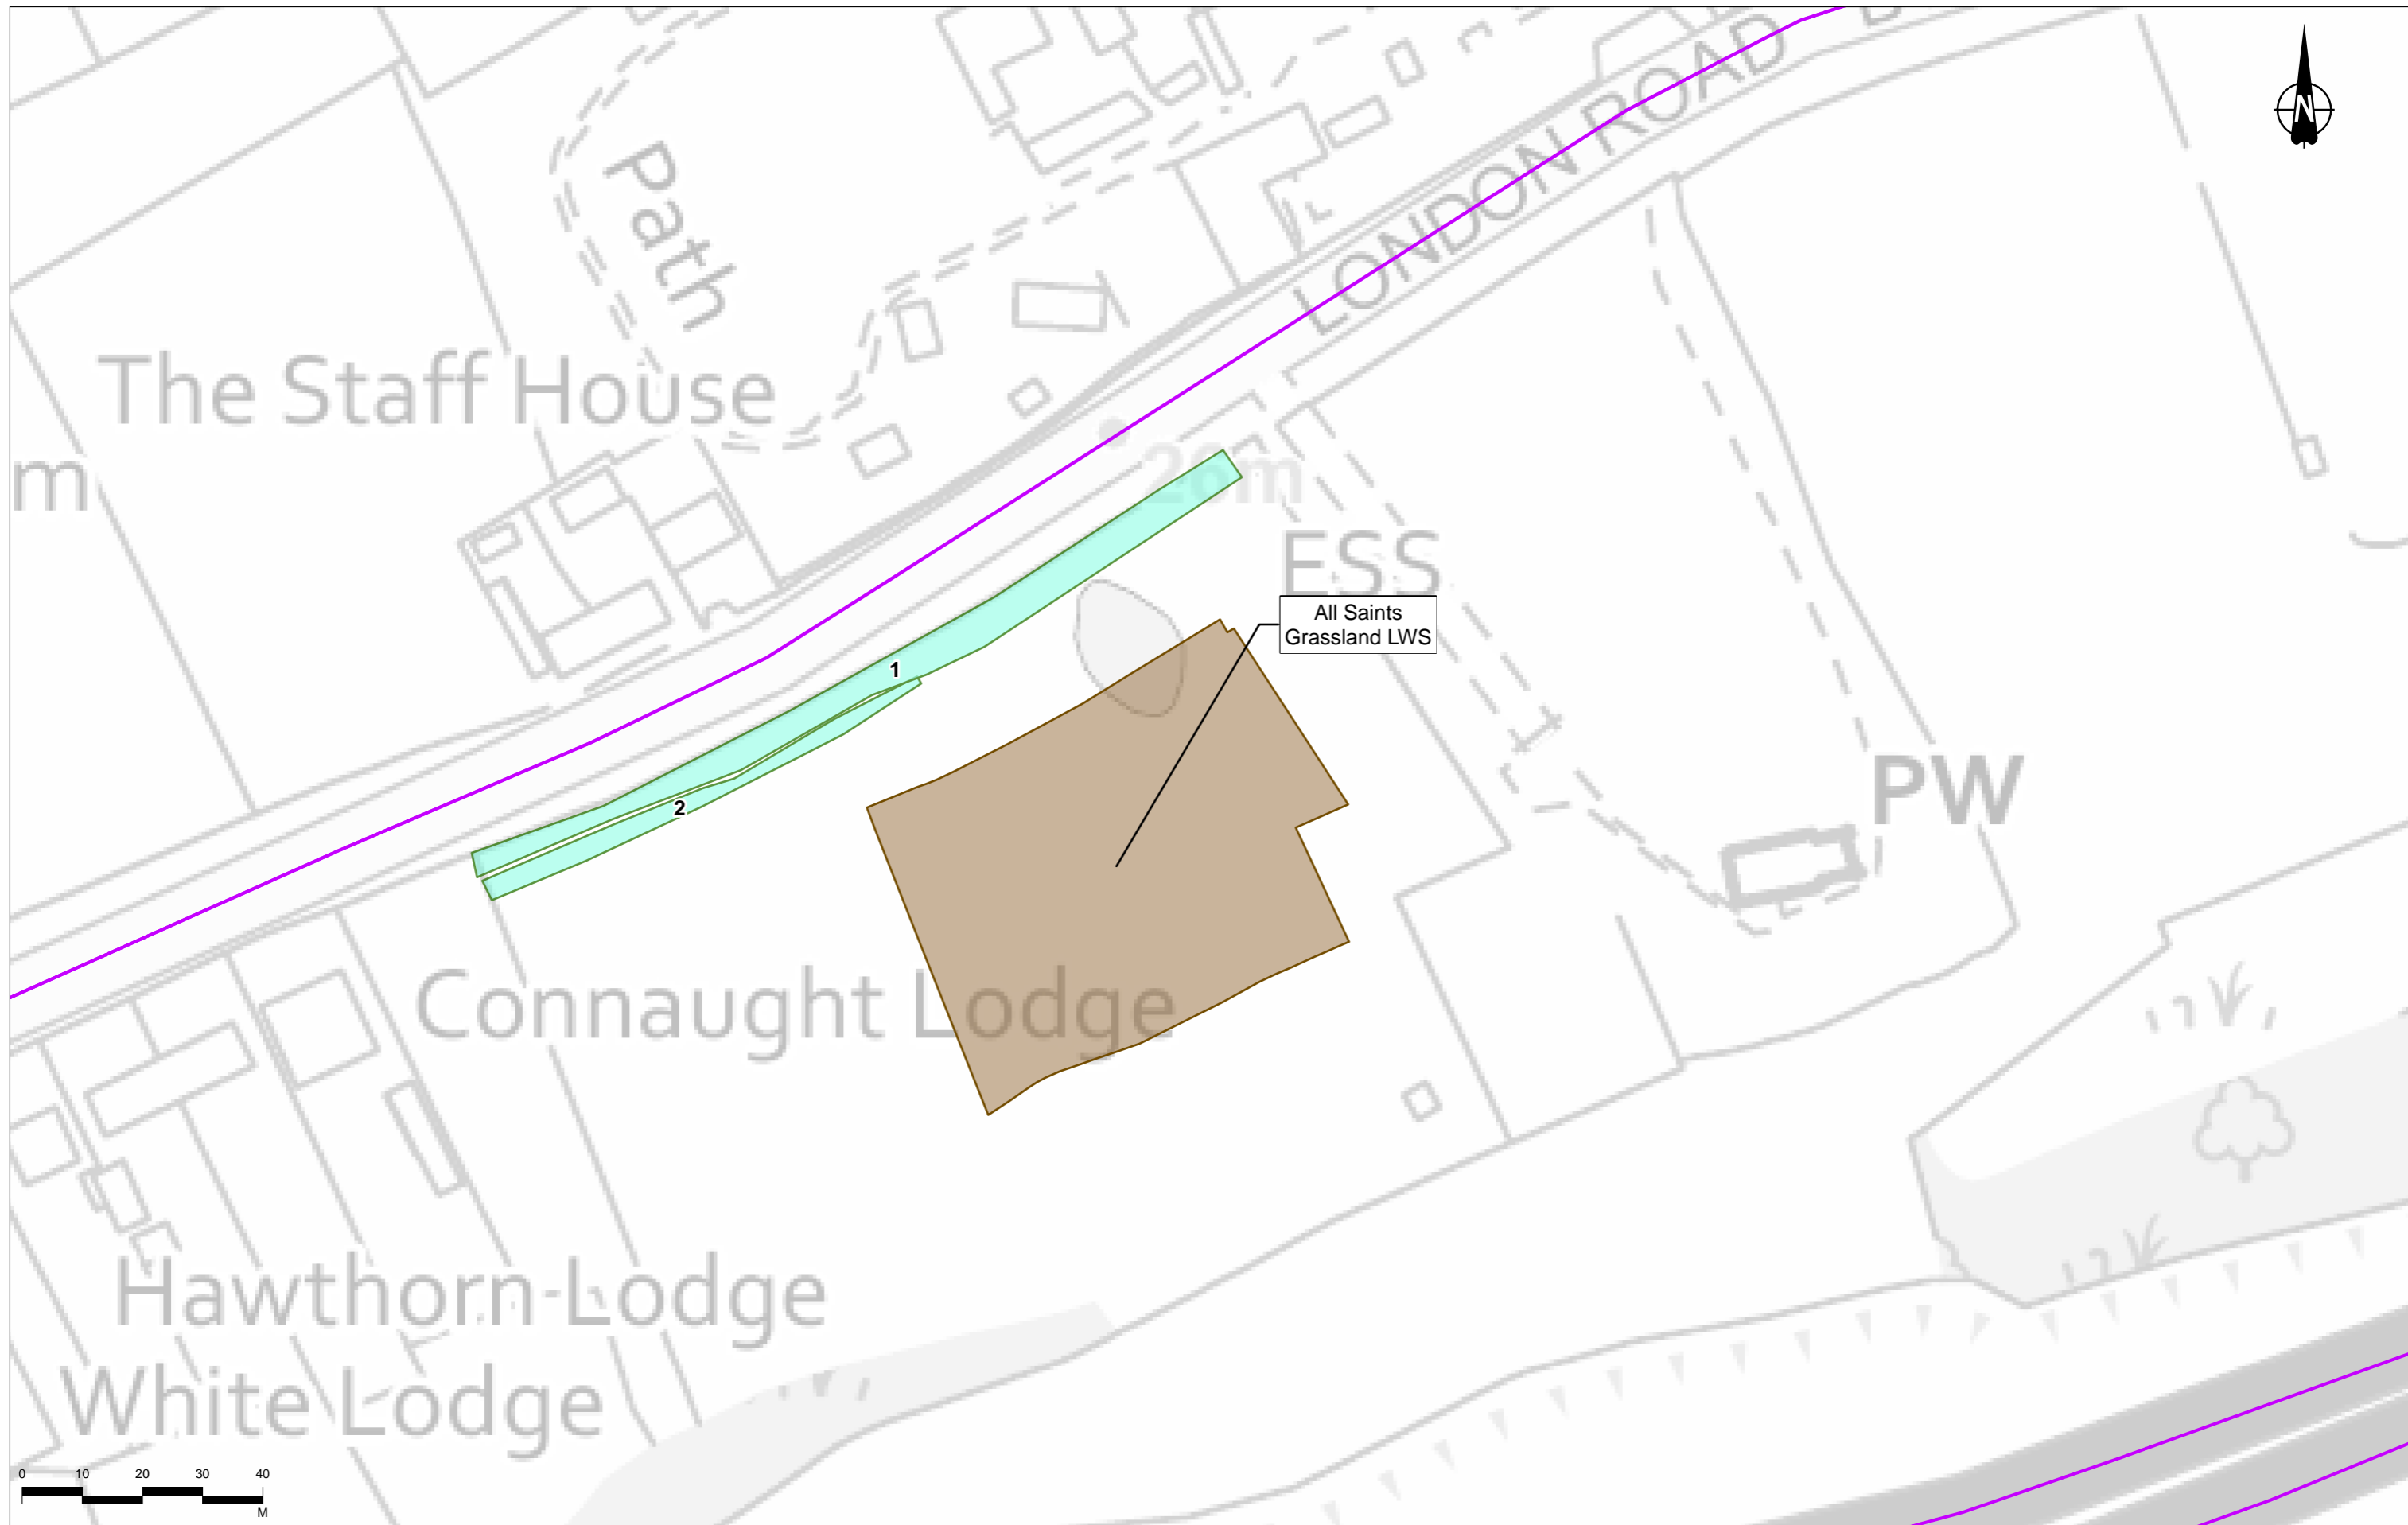 N
LONDON ROAD
Path
The Staff House
m
26m
ESS
All Saints
Grassland LWS
1
2
PW
Connaught Lodge
Hawthorn Lodge
White Lodge
0 10 20 30 40
M